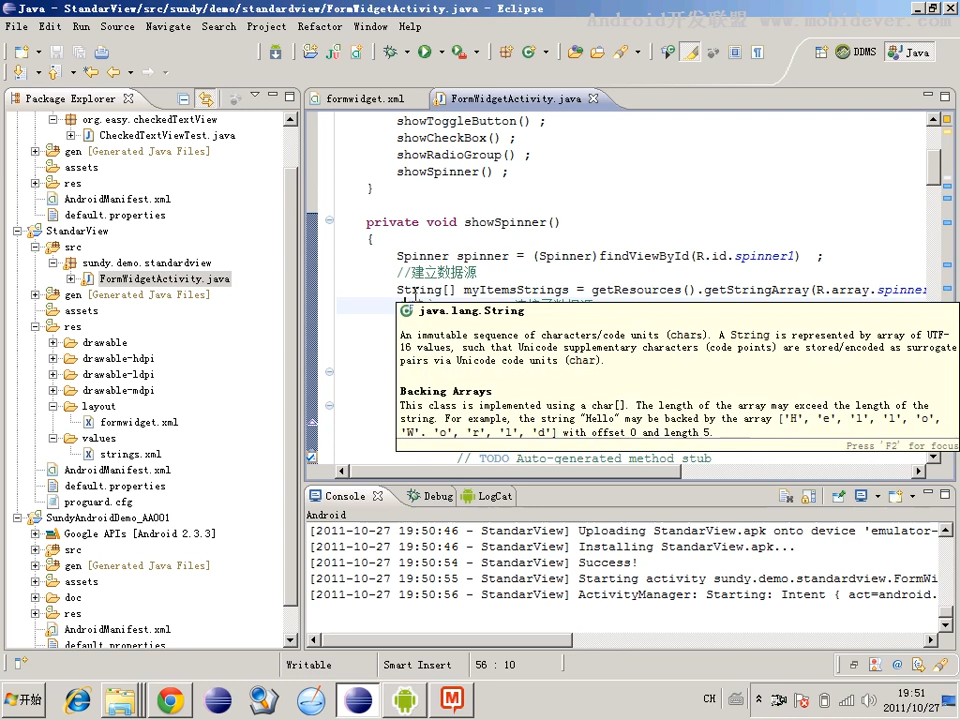 Java - StandarView/src/sundy/demo/standardview/FormWidgetActivity.java - Eclipse
Android开发联盟 www.mobidever.com
File Edit Run Source Navigate Search Project Refactor Window Help
DDMS Java
Package Explorer
formwidget.xml FormWidgetActivity.java
org.easy.checkedTextView
CheckedTextViewTest.java
gen [Generated Java Files]
assets
res
AndroidManifest.xml
default.properties
StandarView
src
sundy.demo.standardview
FormWidgetActivity.java
gen [Generated Java Files]
assets
res
drawable
drawable-hdpi
drawable-ldpi
drawable-mdpi
layout
formwidget.xml
values
strings.xml
AndroidManifest.xml
default.properties
proguard.cfg
SundyAndroidDemo_AA001
Google APIs [Android 2.3.3]
src
gen [Generated Java Files]
assets
doc
res
AndroidManifest.xml
default.properties
showToggleButton() ;
showCheckBox() ;
showRadioGroup() ;
showSpinner() ;
}
private void showSpinner()
{
Spinner spinner = (Spinner)findViewById(R.id.spinner1) ;
//建立数据源
String[] myItemsStrings = getResources().getStringArray(R.array.spinner
java.lang.String
An immutable sequence of characters/code units (chars). A String is represented by array of UTF-
16 values, such that Unicode supplementary characters (code points) are stored/encoded as surrogate
pairs via Unicode code units (char).
Backing Arrays
This class is implemented using a char[]. The length of the array may exceed the length of the
string. For example, the string "Hello" may be backed by the array ['H', 'e', 'l', 'l', 'o',
'W'. 'o', 'r', 'l', 'd'] with offset 0 and length 5.
Press 'F2' for focus
// TODO Auto-generated method stub
Console Debug LogCat
Android
[2011-10-27 19:50:46 - StandarView] Uploading StandarView.apk onto device 'emulator-
[2011-10-27 19:50:46 - StandarView] Installing StandarView.apk...
[2011-10-27 19:50:54 - StandarView] Success!
[2011-10-27 19:50:55 - StandarView] Starting activity sundy.demo.standardview.FormWi
[2011-10-27 19:50:56 - StandarView] ActivityManager: Starting: Intent { act=android.
Writable Smart Insert 56 : 10
开始
CH
19:51
2011/10/27